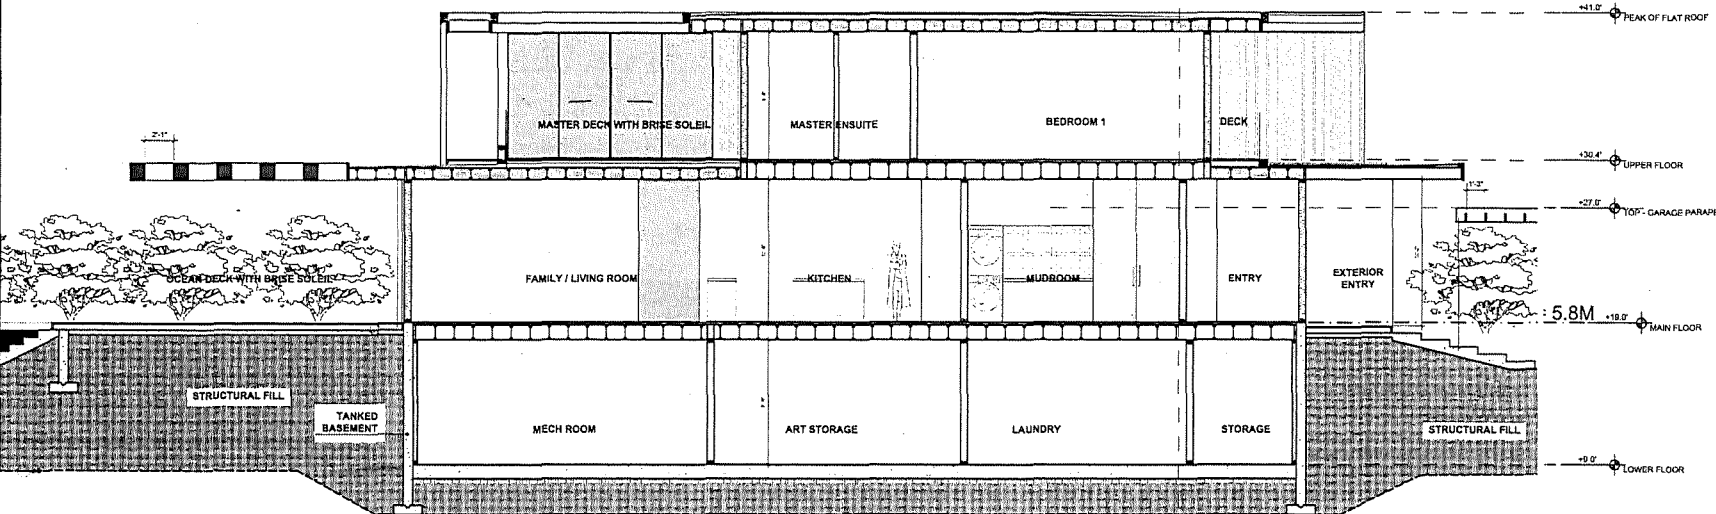 +41.0'
PEAK OF FLAT ROOF
MASTER DECK WITH BRISE SOLEIL
MASTER ENSUITE
BEDROOM 1
DECK
2'-1"
+30.4'
UPPER FLOOR
1'-3"
+27.0'
TOP - GARAGE PARAPE
OCEAN DECK WITH BRISE SOLEIL
FAMILY / LIVING ROOM
KITCHEN
MUDROOM
ENTRY
EXTERIOR
ENTRY
: 5.8M
+19.0'
MAIN FLOOR
STRUCTURAL FILL
TANKED
BASEMENT
MECH ROOM
ART STORAGE
LAUNDRY
STORAGE
STRUCTURAL FILL
+9.0'
LOWER FLOOR